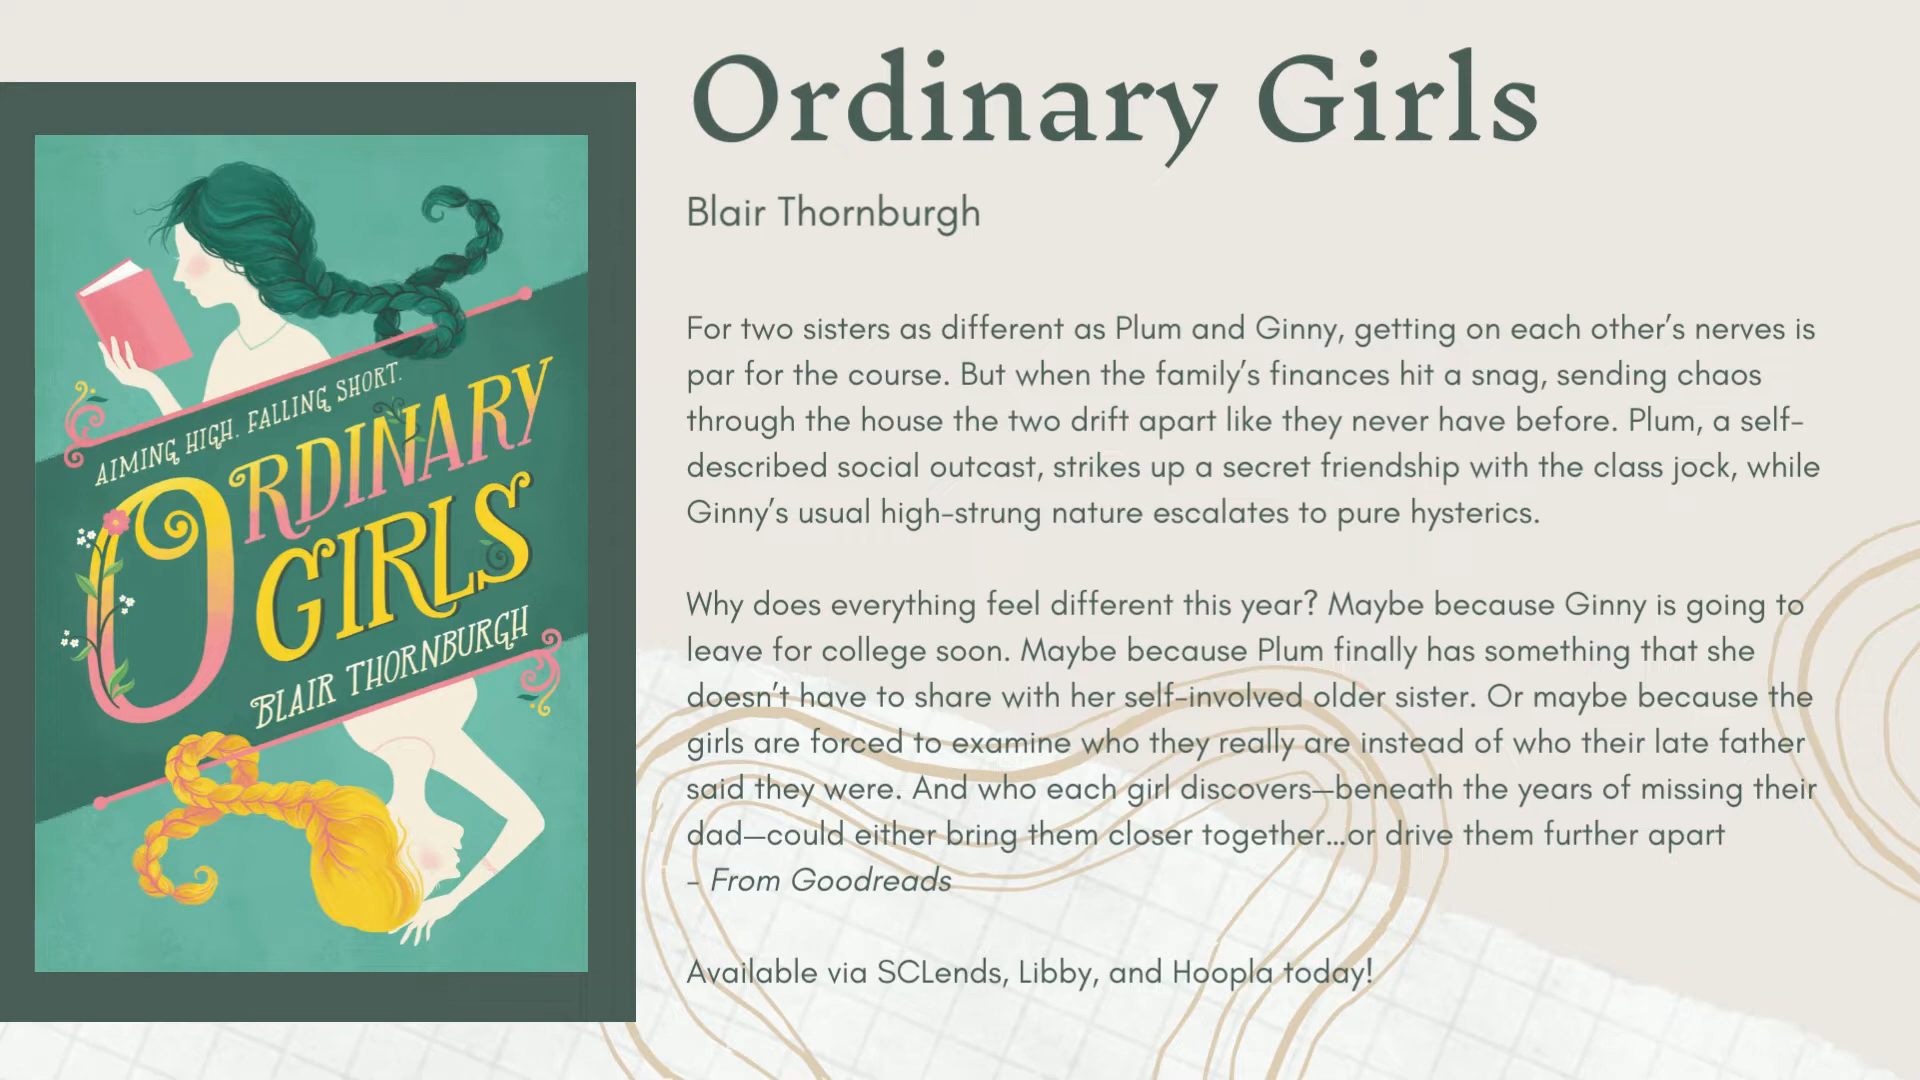 Ordinary Girls
Blair Thornburgh
AIMING HIGH. FALLING SHORT.
ORDINARY
GIRLS
BLAIR THORNBURGH
For two sisters as different as Plum and Ginny, getting on each other’s nerves is
par for the course. But when the family’s finances hit a snag, sending chaos
through the house the two drift apart like they never have before. Plum, a self-
described social outcast, strikes up a secret friendship with the class jock, while
Ginny’s usual high-strung nature escalates to pure hysterics.
Why does everything feel different this year? Maybe because Ginny is going to
leave for college soon. Maybe because Plum finally has something that she
doesn’t have to share with her self-involved older sister. Or maybe because the
girls are forced to examine who they really are instead of who their late father
said they were. And who each girl discovers—beneath the years of missing their
dad—could either bring them closer together...or drive them further apart
- From Goodreads
Available via SCLends, Libby, and Hoopla today!